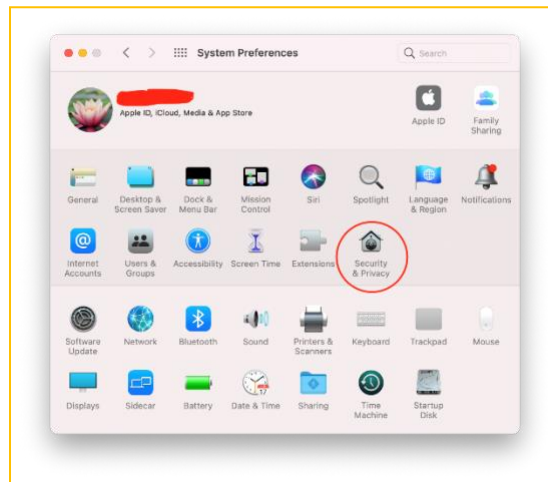 System Preferences
Search
Apple ID, iCloud, Media & App Store
Apple ID
Family
Sharing
General
Desktop &
Screen Saver
Dock &
Menu Bar
Mission
Control
Siri
Spotlight
Language
& Region
Notifications
Internet
Accounts
Users &
Groups
Accessibility
Screen Time
Extensions
Security
& Privacy
Software
Update
Network
Bluetooth
Sound
Printers &
Scanners
Keyboard
Trackpad
Mouse
Displays
Sidecar
Battery
Date & Time
Sharing
Time
Machine
Startup
Disk